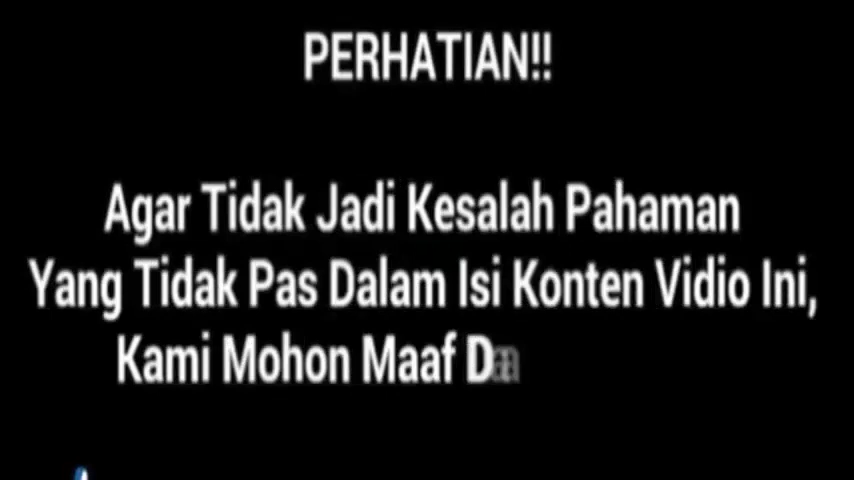 PERHATIAN!!
Agar Tidak Jadi Kesalah Pahaman
Yang Tidak Pas Dalam Isi Konten Vidio Ini,
Kami Mohon Maaf